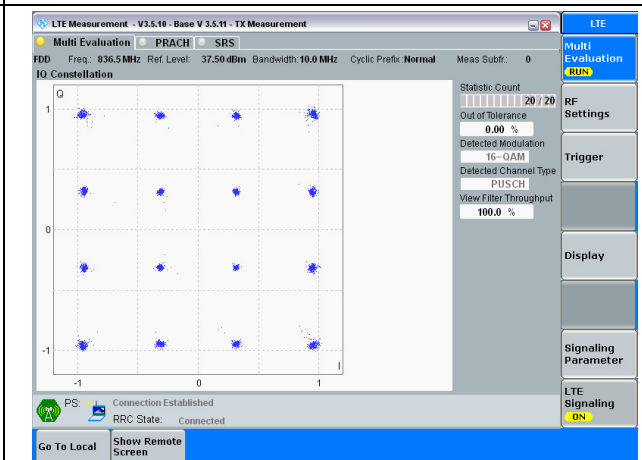 LTE Measurement - V3.5.10 - Base V 3.5.11 - TX Measurement
LTE
Multi Evaluation PRACH SRS
FDD Freq.: 836.5 MHz Ref. Level: 37.50 dBm Bandwidth: 10.0 MHz Cyclic Prefix :Normal Meas Subfr.: 0
IQ Constellation
Q
1
0
-1
-1 0 1
I
Statistic Count
20 / 20
Out of Tolerance
0.00 %
Detected Modulation
16-QAM
Detected Channel Type
PUSCH
View Filter Throughput
100.0 %
Multi
Evaluation
RUN
RF
Settings
Trigger
Display
Signaling
Parameter
LTE
Signaling
ON
PS: Connection Established
RRC State: Connected
Go To Local
Show Remote
Screen